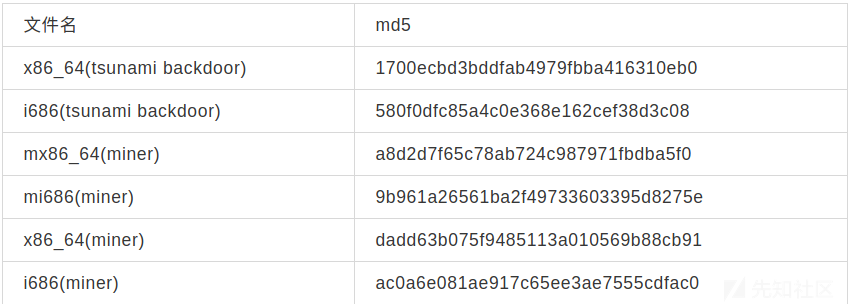 文件名 md5
x86_64(tsunami backdoor) 1700ecbd3bddfab4979fbba416310eb0
i686(tsunami backdoor) 580f0dfc85a4c0e368e162cef38d3c08
mx86_64(miner) a8d2d7f65c78ab724c987971fbdba5f0
mi686(miner) 9b961a26561ba2f49733603395d8275e
x86_64(miner) dadd63b075f9485113a010569b88cb91
i686(miner) ac0a6e081ae917c65ee3ae7555cdfac0
先知社区